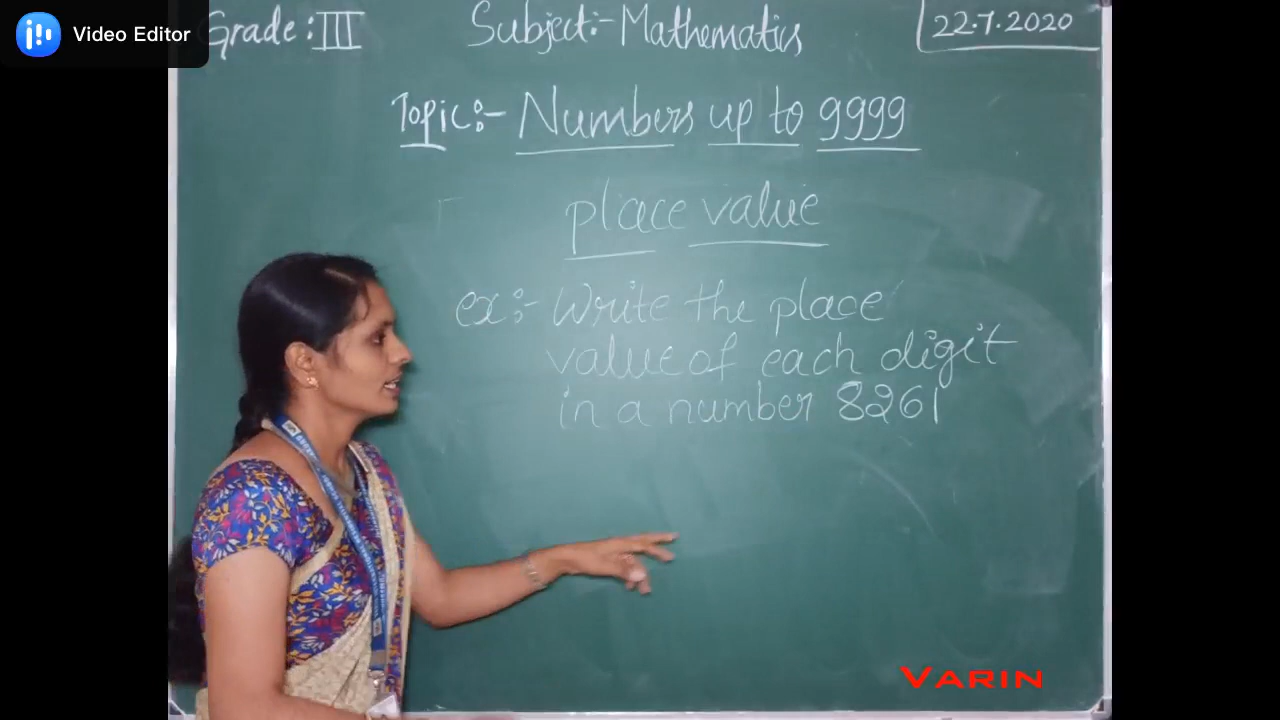 Video Editor
Grade : III
Subject:- Mathematics
22.7.2020
Topic:- Numbers up to 9999
place value
ex:- Write the place
value of each digit
in a number 8261
VARIN